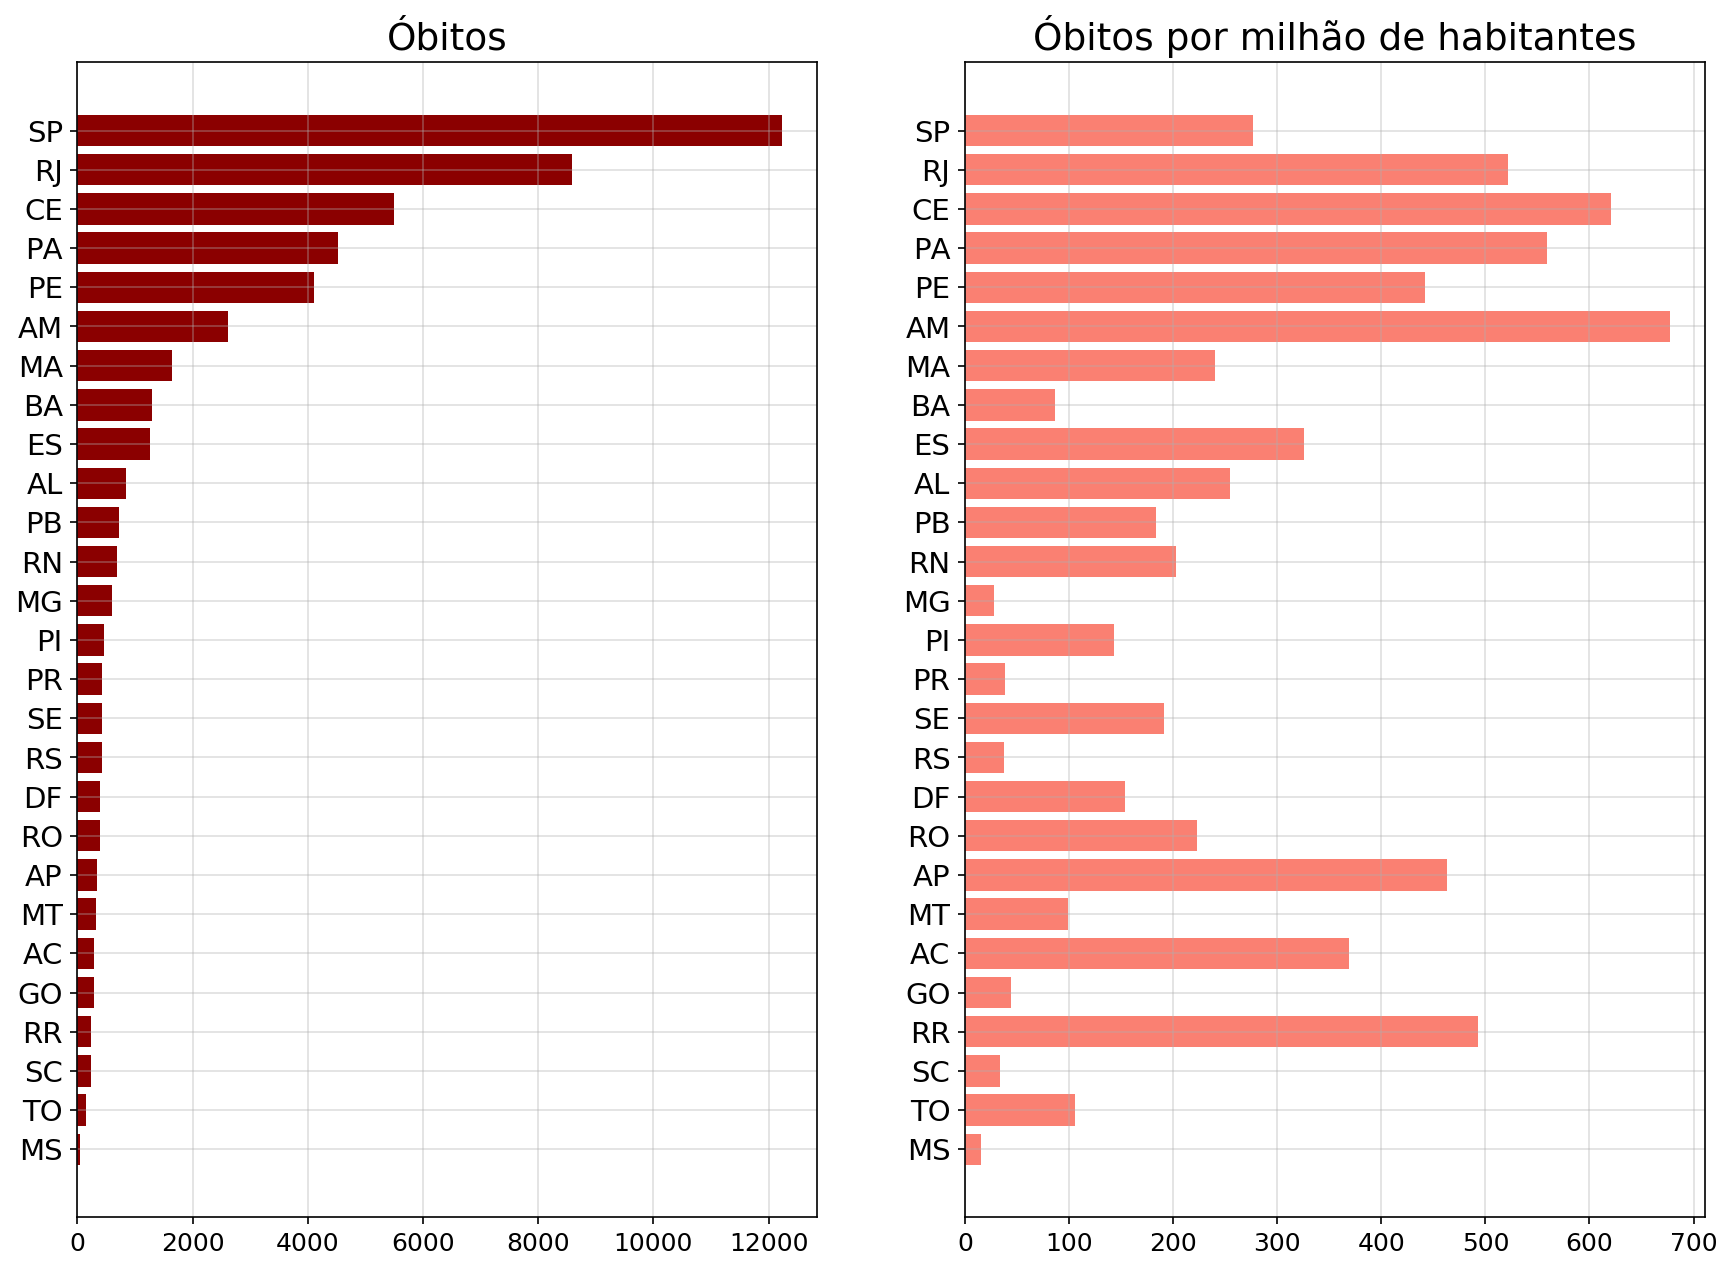 Óbitos
SP
RJ
CE
PA
PE
AM
MA
BA
ES
AL
PB
RN
MG
PI
PR
SE
RS
DF
RO
AP
MT
AC
GO
RR
SC
TO
MS
0 2000 4000 6000 8000 10000 12000
Óbitos por milhão de habitantes
SP
RJ
CE
PA
PE
AM
MA
BA
ES
AL
PB
RN
MG
PI
PR
SE
RS
DF
RO
AP
MT
AC
GO
RR
SC
TO
MS
0 100 200 300 400 500 600 700